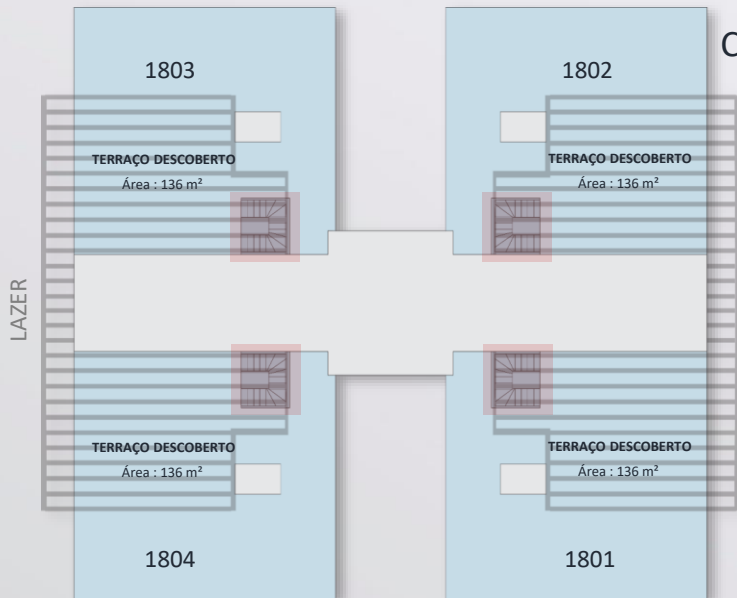 1803
1802
TERRAÇO DESCOBERTO
Área : 136 m²
TERRAÇO DESCOBERTO
Área : 136 m²
LAZER
TERRAÇO DESCOBERTO
Área : 136 m²
TERRAÇO DESCOBERTO
Área : 136 m²
1804
1801